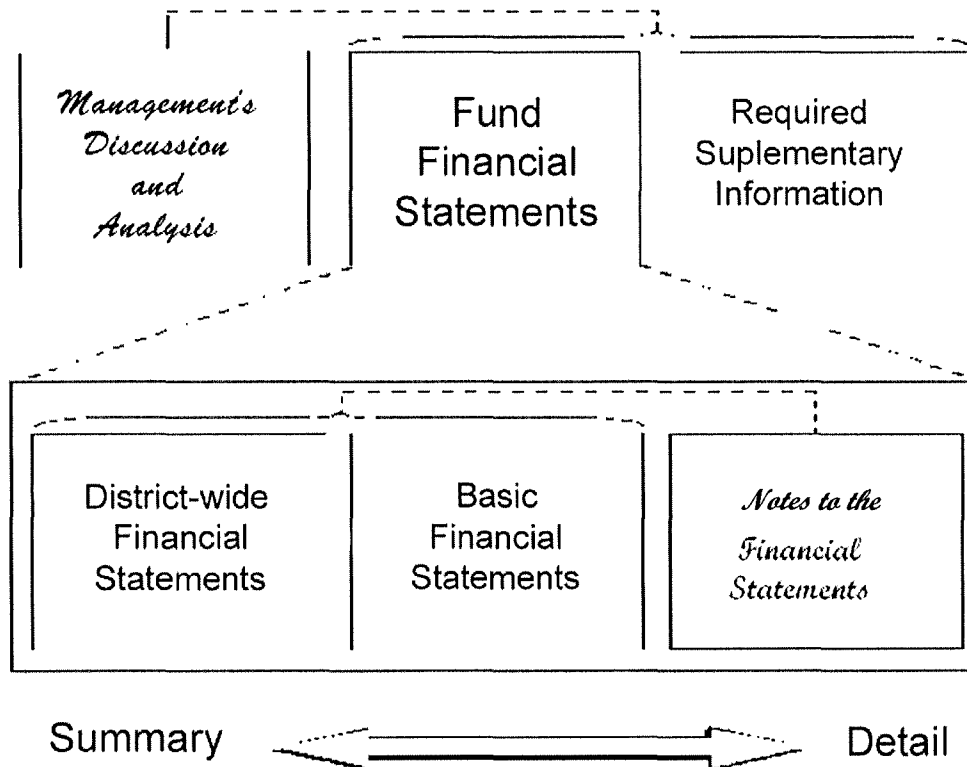 Management's
Discussion
and
Analysis
Fund
Financial
Statements
Required
Suplementary
Information
District-wide
Financial
Statements
Basic
Financial
Statements
Notes to the
Financial
Statements
Summary
Detail